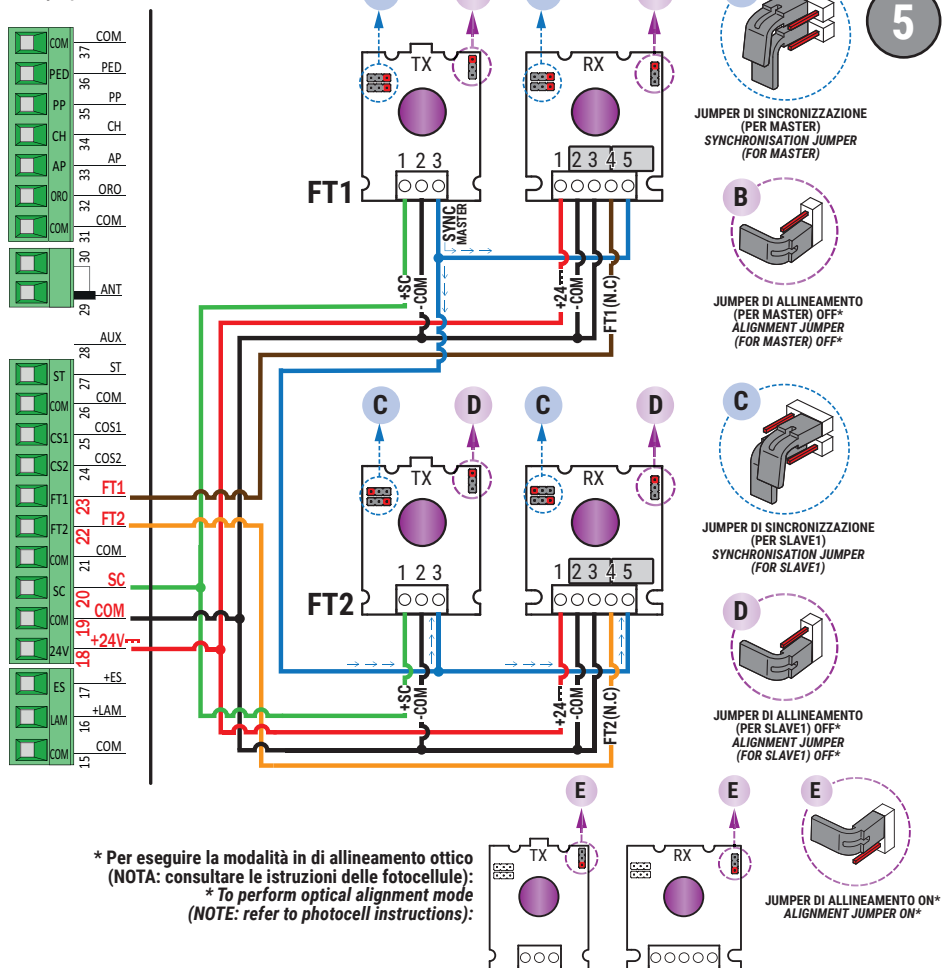 5
COM 37 COM
PED 36 PED
PP 35 PP
CH 34 CH
AP 33 AP
ORO 32 ORO
COM 31 COM
30
29 ANT
28 AUX
ST 27 ST
COM 26 COM
CS1 25 COS1
CS2 24 COS2
FT1 23 FT1
FT2 22 FT2
COM 21 COM
SC 20 SC
COM 19 COM
24V 18 +24V
ES 17 +ES
LAM 16 +LAM
COM 15 COM
TX
RX
1 2 3
1 2 3 4 5
FT1
SYNC
MASTER
+SC
-COM
+24
-COM
FT1(N.C)
C
D
C
D
TX
RX
1 2 3
1 2 3 4 5
FT2
+SC
-COM
+24
-COM
FT2(N.C)
JUMPER DI SINCRONIZZAZIONE
(PER MASTER)
SYNCHRONISATION JUMPER
(FOR MASTER)
B
JUMPER DI ALLINEAMENTO
(PER MASTER) OFF*
ALIGNMENT JUMPER
(FOR MASTER) OFF*
C
JUMPER DI SINCRONIZZAZIONE
(PER SLAVE1)
SYNCHRONISATION JUMPER
(FOR SLAVE1)
D
JUMPER DI ALLINEAMENTO
(PER SLAVE1) OFF*
ALIGNMENT JUMPER
(FOR SLAVE1) OFF*
E
E
E
TX
RX
JUMPER DI ALLINEAMENTO ON*
ALIGNMENT JUMPER ON*
* Per eseguire la modalità in di allineamento ottico
(NOTA: consultare le istruzioni delle fotocellule):
* To perform optical alignment mode
(NOTE: refer to photocell instructions):